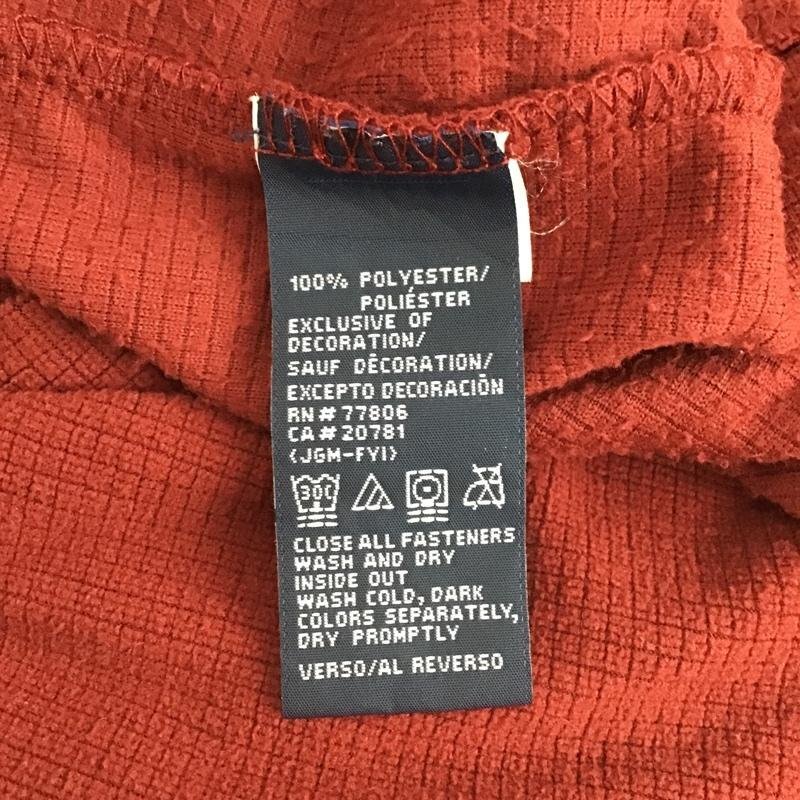 100% POLYESTER/
POLIÉSTER
EXCLUSIVE OF
DECORATION/
SAUF DÉCORATION/
EXCEPTO DECORACIÓN
RN # 77806
CA # 20781
(JGM-FYI)
30C
CLOSE ALL FASTENERS
WASH AND DRY
INSIDE OUT
WASH COLD, DARK
COLORS SEPARATELY,
DRY PROMPTLY
VERSO/AL REVERSO